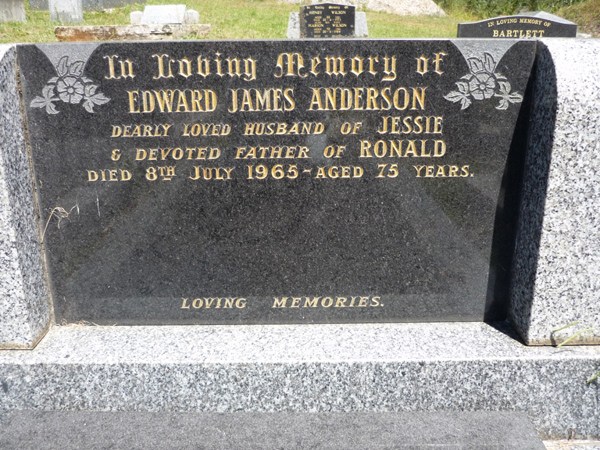 In Loving Memory of
EDWARD JAMES ANDERSON
DEARLY LOVED HUSBAND OF JESSIE
& DEVOTED FATHER OF RONALD
DIED 8TH JULY 1965 - AGED 75 YEARS.
LOVING MEMORIES.
IN LOVING MEMORY OF
BARTLETT